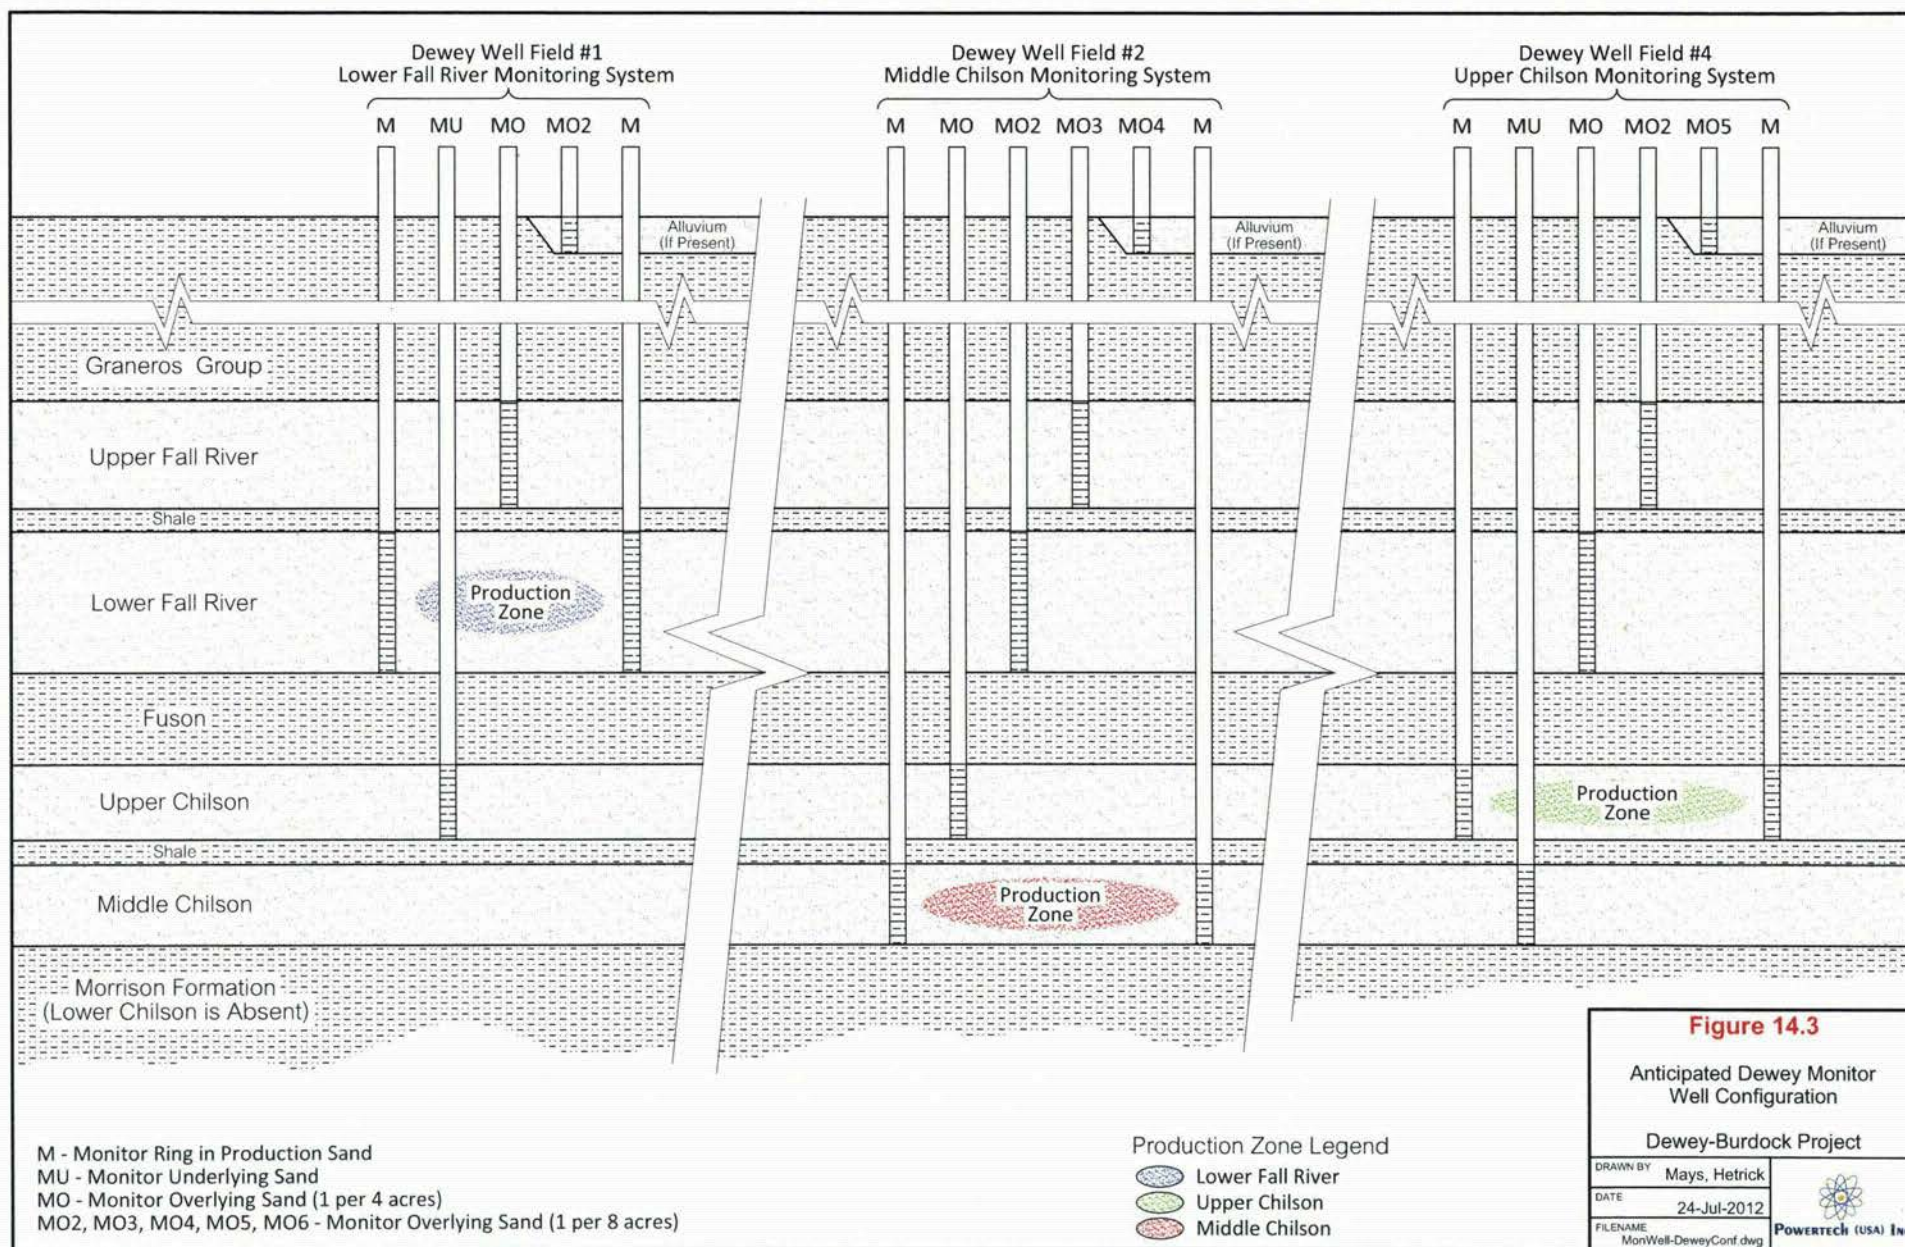 Dewey Well Field #1
Lower Fall River Monitoring System
Dewey Well Field #2
Middle Chilson Monitoring System
Dewey Well Field #4
Upper Chilson Monitoring System
M MU MO MO2 M
M MO MO2 MO3 MO4 M
M MU MO MO2 MO5 M
Alluvium
(If Present)
Alluvium
(If Present)
Alluvium
(If Present)
Graneros Group
Upper Fall River
Shale
Lower Fall River
Production
Zone
Fuson
Upper Chilson
Production
Zone
Shale
Middle Chilson
Production
Zone
Morrison Formation
(Lower Chilson is Absent)
M - Monitor Ring in Production Sand
MU - Monitor Underlying Sand
MO - Monitor Overlying Sand (1 per 4 acres)
MO2, MO3, MO4, MO5, MO6 - Monitor Overlying Sand (1 per 8 acres)
Production Zone Legend
Lower Fall River
Upper Chilson
Middle Chilson
Figure 14.3
Anticipated Dewey Monitor
Well Configuration
Dewey-Burdock Project
DRAWN BY Mays, Hetrick
DATE 24-Jul-2012
FILENAME MonWell-DeweyConf.dwg
POWERTECH (USA)